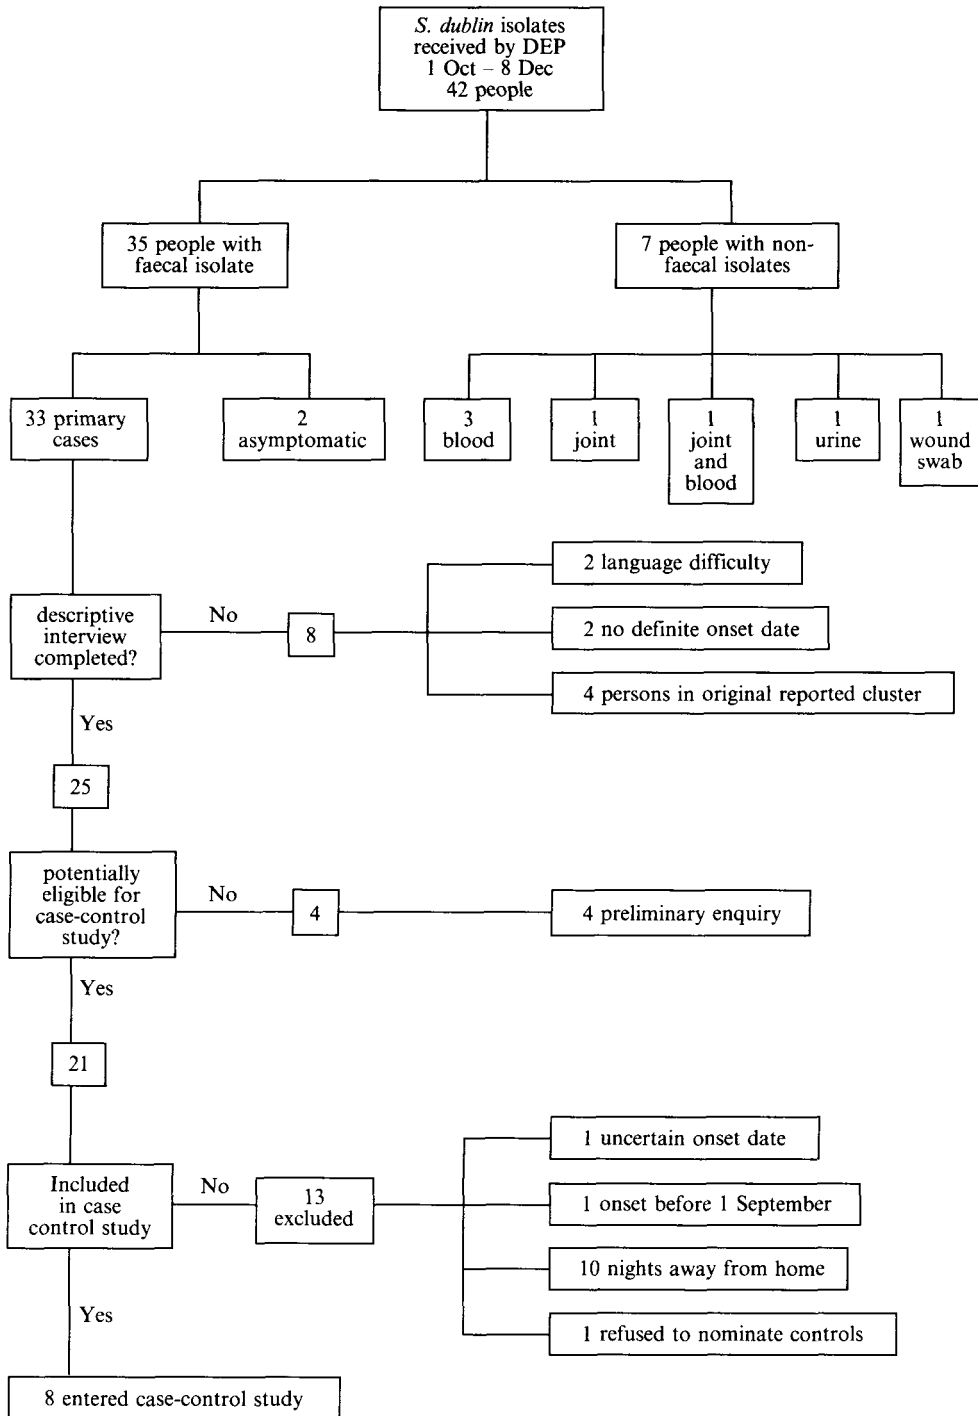 S. dublin isolates
received by DEP
1 Oct – 8 Dec
42 people
35 people with
faecal isolate
7 people with non-
faecal isolates
33 primary
cases
2
asymptomatic
3
blood
1
joint
1
joint
and
blood
1
urine
1
wound
swab
descriptive
interview
completed?
No
8
2 language difficulty
2 no definite onset date
4 persons in original reported cluster
Yes
25
potentially
eligible for
case-control
study?
No
4
4 preliminary enquiry
Yes
21
Included
in case
control study
No
13
excluded
1 uncertain onset date
1 onset before 1 September
10 nights away from home
1 refused to nominate controls
Yes
8 entered case-control study